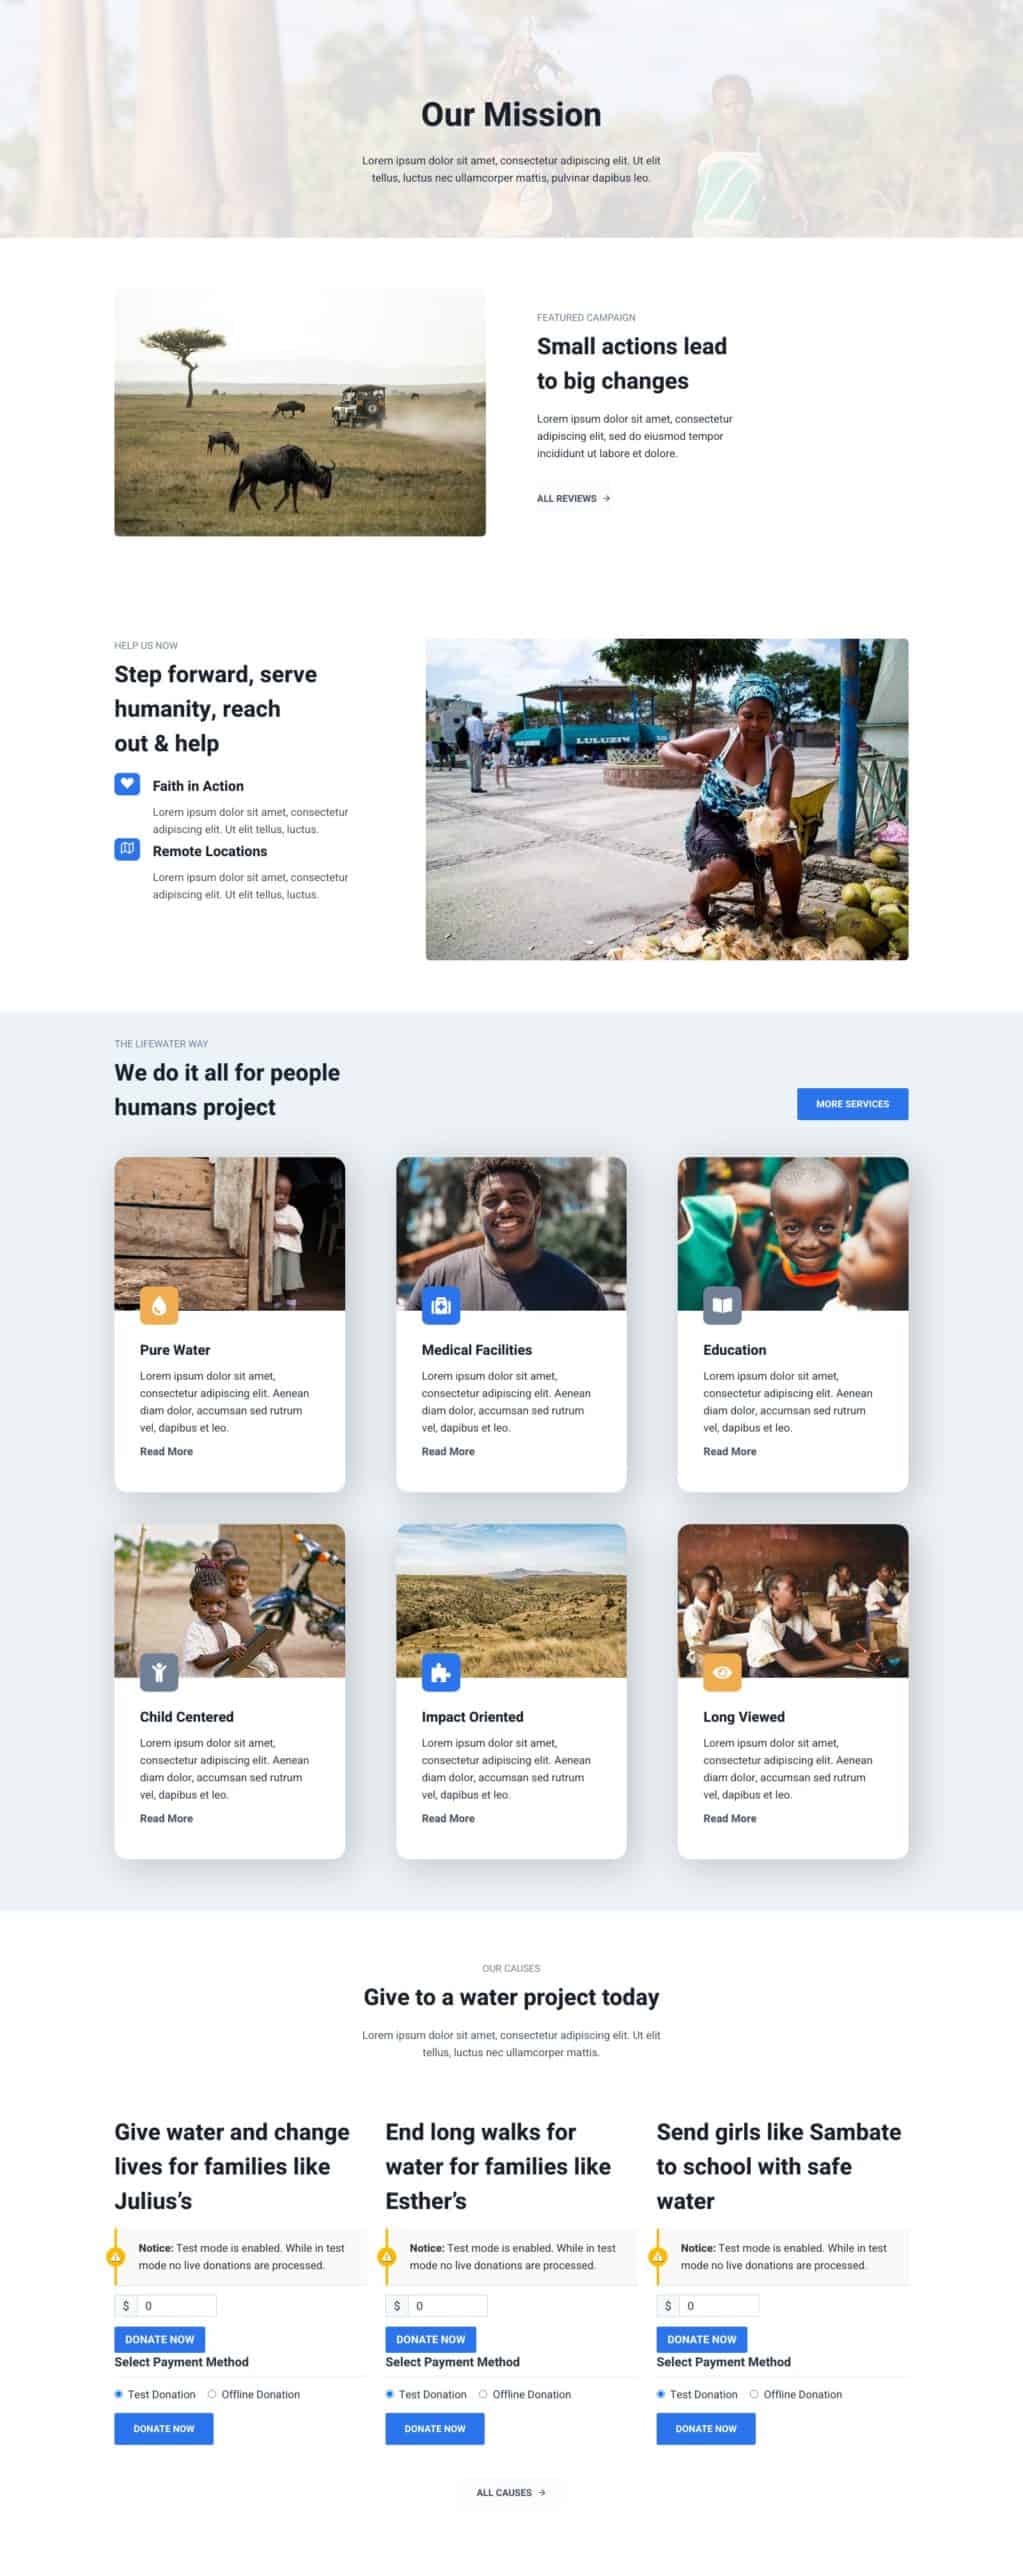 Our Mission
Lorem ipsum dolor sit amet, consectetur adipiscing elit. Ut elit
tellus, luctus nec ullamcorper mattis, pulvinar dapibus leo.
FEATURED CAMPAIGN
Small actions lead
to big changes
Lorem ipsum dolor sit amet, consectetur
adipiscing elit, sed do eiusmod tempor
incididunt ut labore et dolore.
ALL REVIEWS →
HELP US NOW
Step forward, serve
humanity, reach
out & help
Faith in Action
Lorem ipsum dolor sit amet, consectetur
adipiscing elit. Ut elit tellus, luctus.
Remote Locations
Lorem ipsum dolor sit amet, consectetur
adipiscing elit. Ut elit tellus, luctus.
LULUZIM
THE LIFEWATER WAY
We do it all for people
humans project
MORE SERVICES
Pure Water
Lorem ipsum dolor sit amet,
consectetur adipiscing elit. Aenean
diam dolor, accumsan sed rutrum
vel, dapibus et leo.
Read More
Medical Facilities
Lorem ipsum dolor sit amet,
consectetur adipiscing elit. Aenean
diam dolor, accumsan sed rutrum
vel, dapibus et leo.
Read More
Education
Lorem ipsum dolor sit amet,
consectetur adipiscing elit. Aenean
diam dolor, accumsan sed rutrum
vel, dapibus et leo.
Read More
Child Centered
Lorem ipsum dolor sit amet,
consectetur adipiscing elit. Aenean
diam dolor, accumsan sed rutrum
vel, dapibus et leo.
Read More
Impact Oriented
Lorem ipsum dolor sit amet,
consectetur adipiscing elit. Aenean
diam dolor, accumsan sed rutrum
vel, dapibus et leo.
Read More
Long Viewed
Lorem ipsum dolor sit amet,
consectetur adipiscing elit. Aenean
diam dolor, accumsan sed rutrum
vel, dapibus et leo.
Read More
OUR CAUSES
Give to a water project today
Lorem ipsum dolor sit amet, consectetur adipiscing elit. Ut elit
tellus, luctus nec ullamcorper mattis.
Give water and change
lives for families like
Julius’s
Notice: Test mode is enabled. While in test
mode no live donations are processed.
$ 0
DONATE NOW
Select Payment Method
Test Donation Offline Donation
DONATE NOW
End long walks for
water for families like
Esther’s
Notice: Test mode is enabled. While in test
mode no live donations are processed.
$ 0
DONATE NOW
Select Payment Method
Test Donation Offline Donation
DONATE NOW
Send girls like Sambate
to school with safe
water
Notice: Test mode is enabled. While in test
mode no live donations are processed.
$ 0
DONATE NOW
Select Payment Method
Test Donation Offline Donation
DONATE NOW
ALL CAUSES →